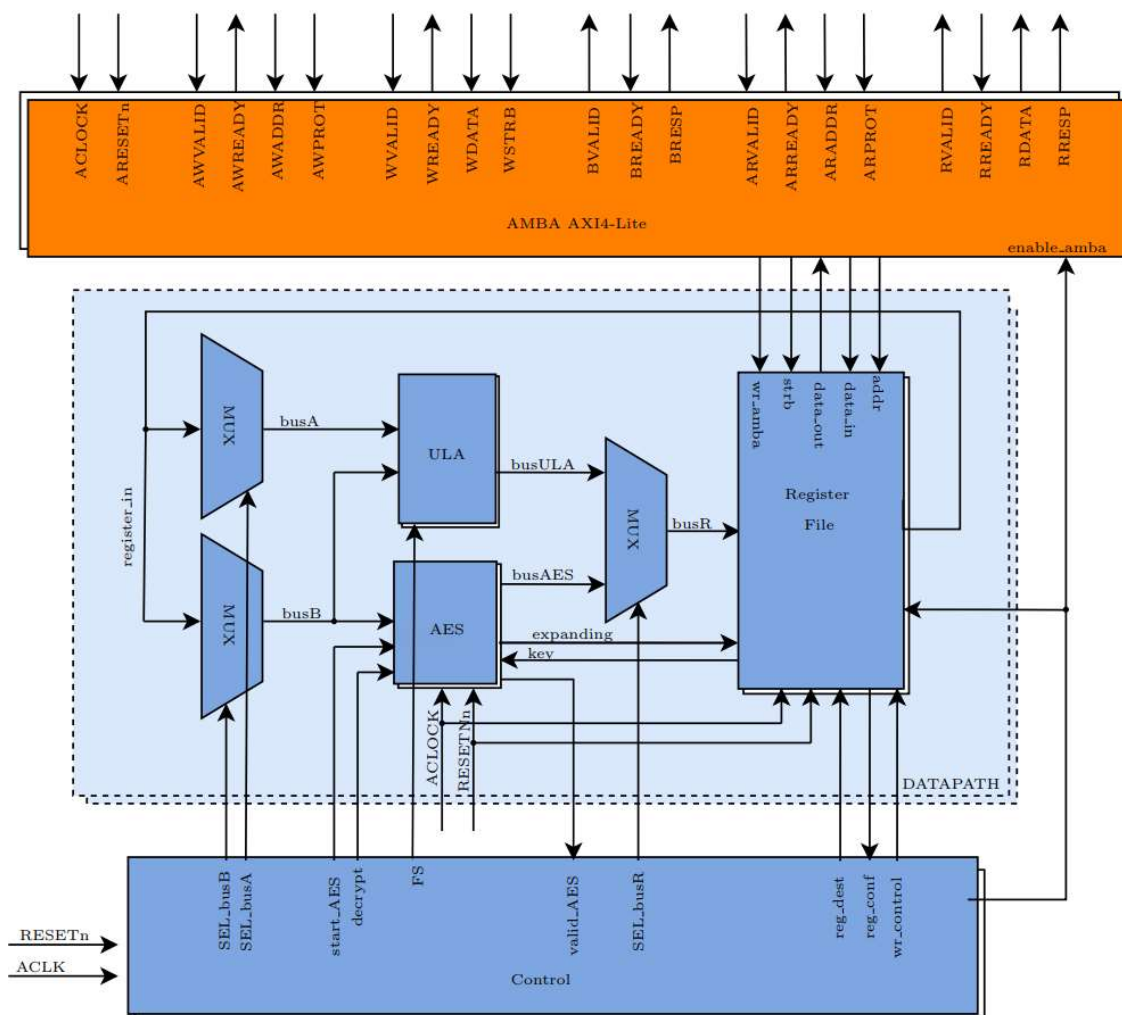 ACLOCK
ARESETn
AWVALID
AWREADY
AWADDR
AWPROT
WVALID
WREADY
WDATA
WSTRB
BVALID
BREADY
BRESP
ARVALID
ARREADY
ARADDR
ARPROT
RVALID
RREADY
RDATA
RRESP
AMBA AXI4-Lite
enable_amba
wr_amba
strb
data_out
data_in
addr
MUX
busA
ULA
busULA
register_in
MUX
busR
Register
File
MUX
busB
AES
busAES
expanding
key
ACLOCK
RESETNn
DATAPATH
SEL_busB
SEL_busA
start_AES
decrypt
FS
valid_AES
SEL_busR
reg_dest
reg_conf
wr_control
RESETn
ACLK
Control